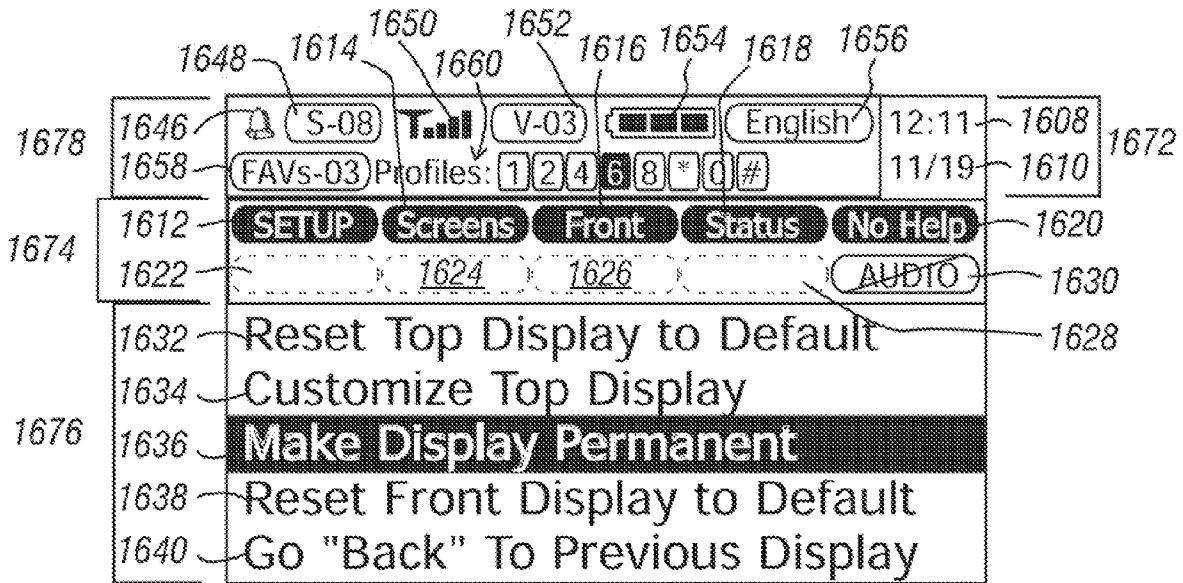 1650 1652 1654
1648 1614 1660 1616 1618 1656
1678 1646 S-08 V-03 English 12:11 1608 1672
1658 FAVs-03 Profiles: 1 2 4 6 8 * 0 # 11/19 1610
1674 1612 SETUP Screens Front Status No Help 1620
1622 1624 1626 AUDIO 1630
1632 Reset Top Display to Default 1628
1634 Customize Top Display
1676 1636 Make Display Permanent
1638 Reset Front Display to Default
1640 Go "Back" To Previous Display